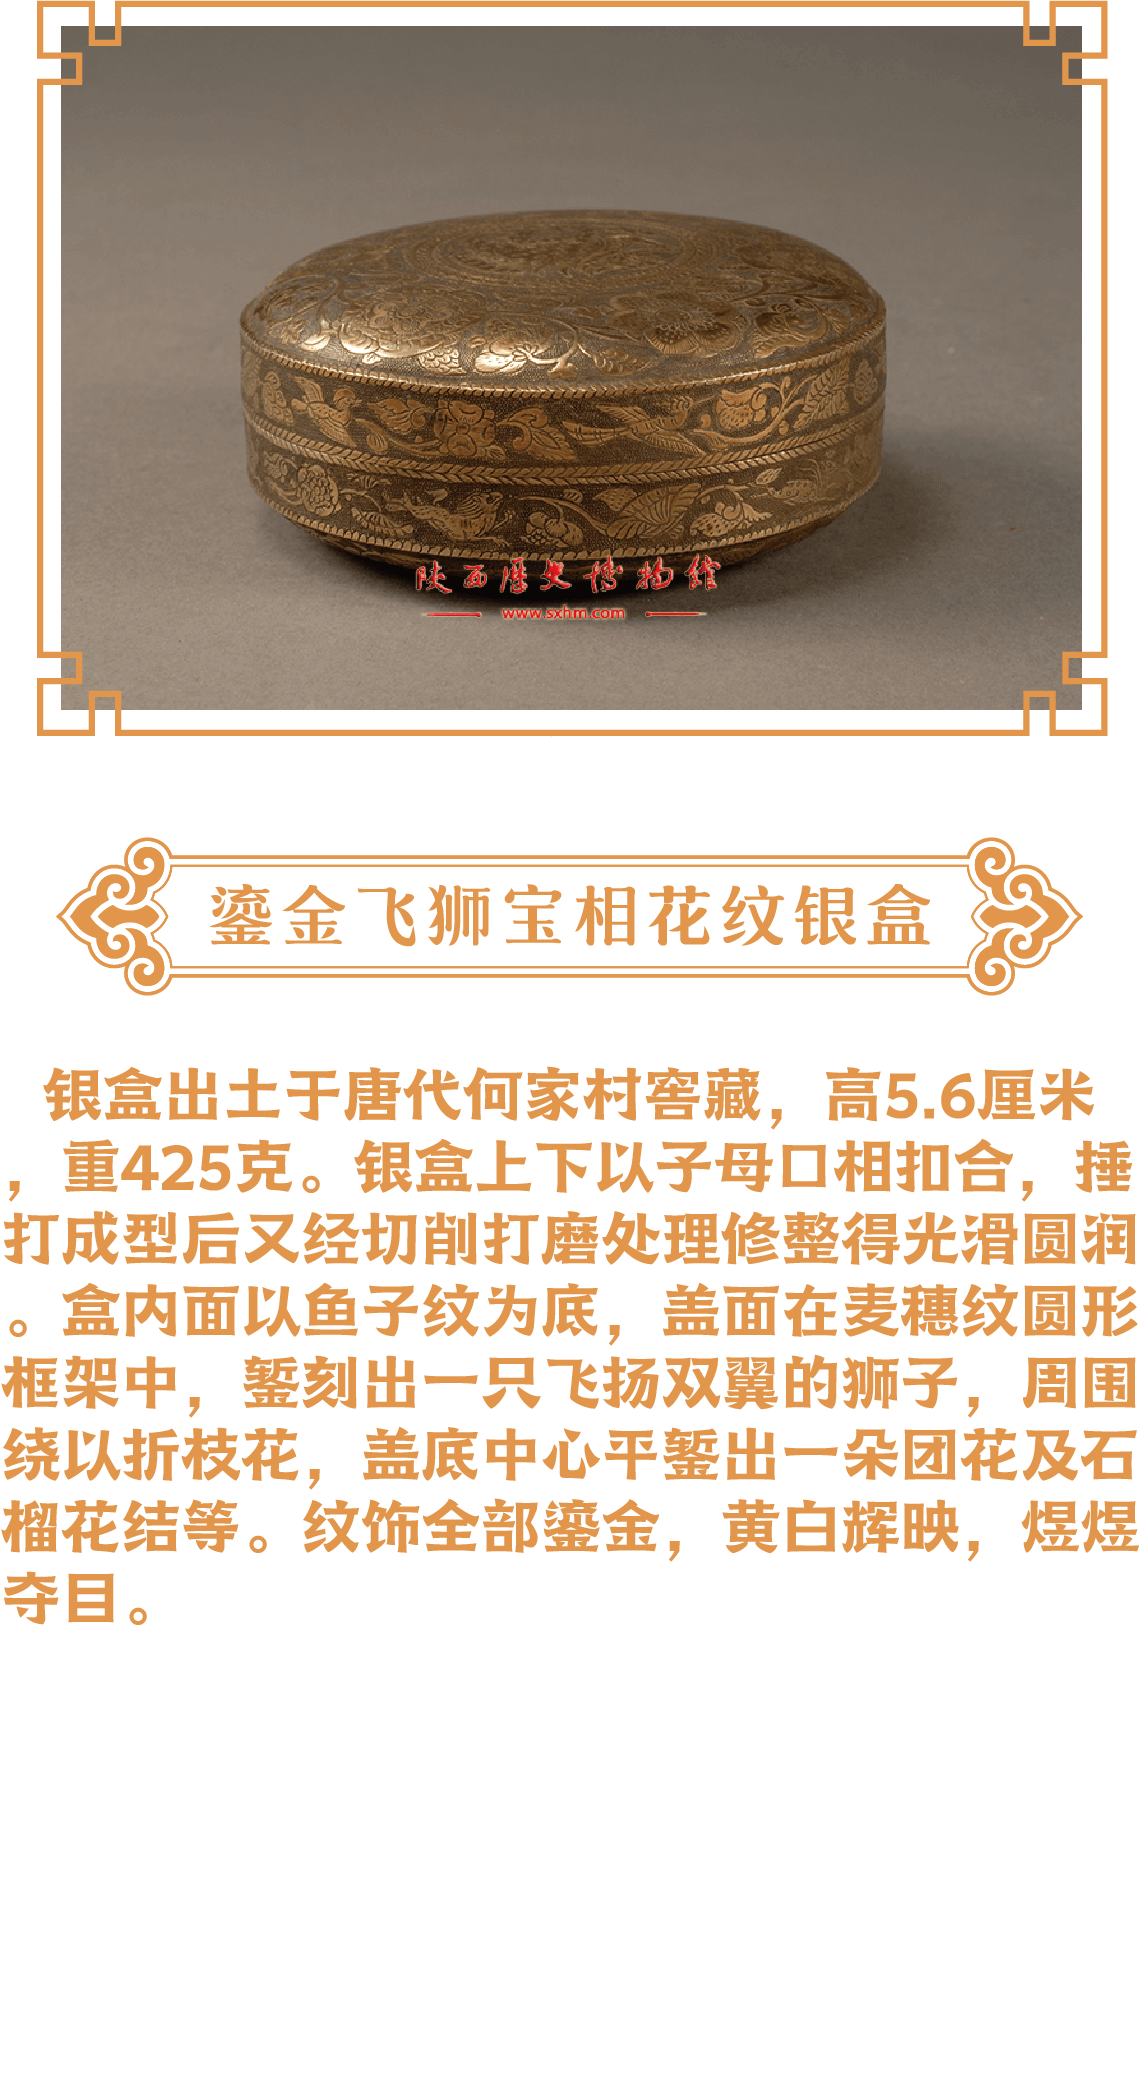 陕西历史博物馆
www.sxhm.com
鎏金飞狮宝相花纹银盒
银盒出土于唐代何家村窖藏，高5.6厘米
，重425克。银盒上下以子母口相扣合，捶
打成型后又经切削打磨处理修整得光滑圆润
。盒内面以鱼子纹为底，盖面在麦穗纹圆形
框架中，錾刻出一只飞扬双翼的狮子，周围
绕以折枝花，盖底中心平錾出一朵团花及石
榴花结等。纹饰全部鎏金，黄白辉映，煜煜
夺目。